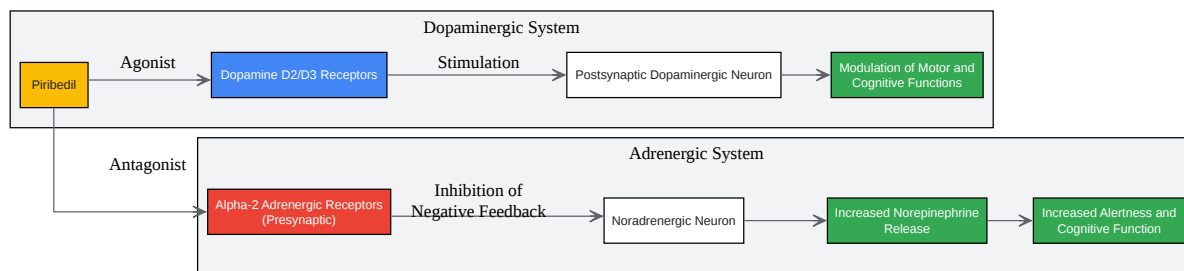 Dopaminergic System
Piribedil
Agonist
Dopamine D2/D3 Receptors
Stimulation
Postsynaptic Dopaminergic Neuron
Modulation of Motor and
Cognitive Functions
Antagonist
Adrenergic System
Alpha-2 Adrenergic Receptors
(Presynaptic)
Inhibition of
Negative Feedback
Noradrenergic Neuron
Increased Norepinephrine
Release
Increased Alertness and
Cognitive Function